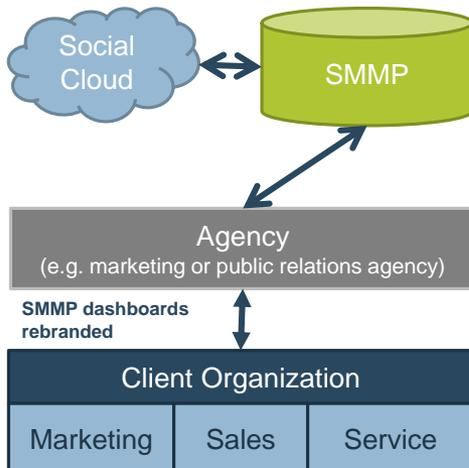 Social
Cloud
SMMP
Agency
(e.g. marketing or public relations agency)
SMMP dashboards
rebranded
Client Organization
Marketing
Sales
Service